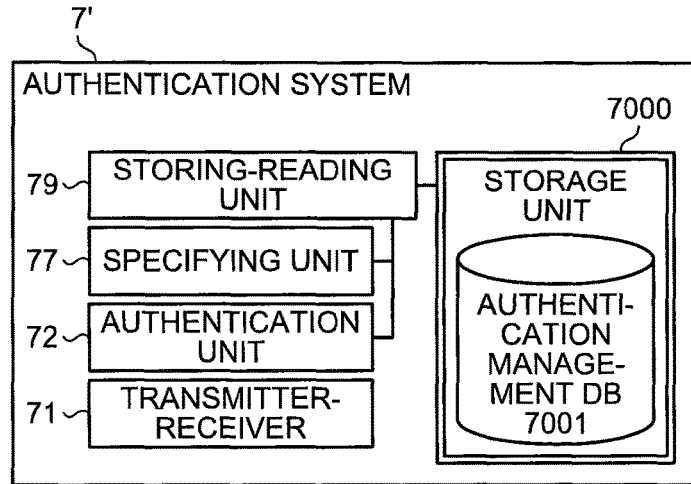 7'
AUTHENTICATION SYSTEM
7000
79
STORING-READING
UNIT
77
SPECIFYING UNIT
72
AUTHENTICATION
UNIT
71
TRANSMITTER-
RECEIVER
STORAGE
UNIT
AUTHENTI-
CATION
MANAGE-
MENT DB
7001